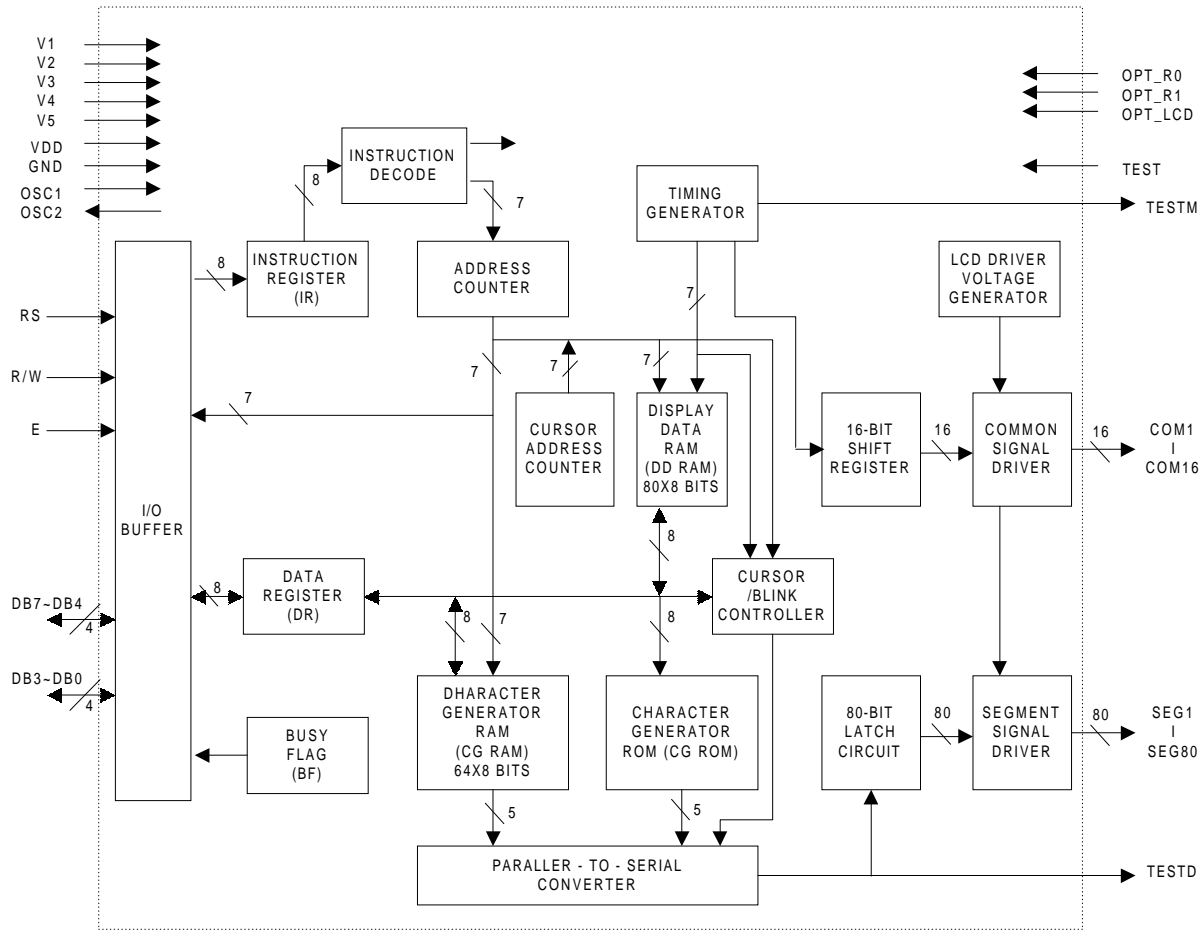 V1
V2
V3
V4
V5
VDD
GND
OSC1
OSC2
OPT_R0
OPT_R1
OPT_LCD
TEST
TESTM
INSTRUCTION
DECODE
8
7
TIMING
GENERATOR
8
INSTRUCTION
REGISTER
(IR)
ADDRESS
COUNTER
LCD DRIVER
VOLTAGE
GENERATOR
7
RS
R/W
E
7
7
7
7
CURSOR
ADDRESS
COUNTER
DISPLAY
DATA
RAM
(DD RAM)
80X8 BITS
16-BIT
SHIFT
REGISTER
16
COMMON
SIGNAL
DRIVER
16
COM1
I
COM16
I/O
BUFFER
8
DB7~DB4
4
8
DATA
REGISTER
(DR)
CURSOR
/BLINK
CONTROLLER
8
7
8
DB3~DB0
4
BUSY
FLAG
(BF)
DHARACTER
GENERATOR
RAM
(CG RAM)
64X8 BITS
CHARACTER
GENERATOR
ROM (CG ROM)
80-BIT
LATCH
CIRCUIT
80
SEGMENT
SIGNAL
DRIVER
80
SEG1
I
SEG80
5
5
PARALLER - TO - SERIAL
CONVERTER
TESTD